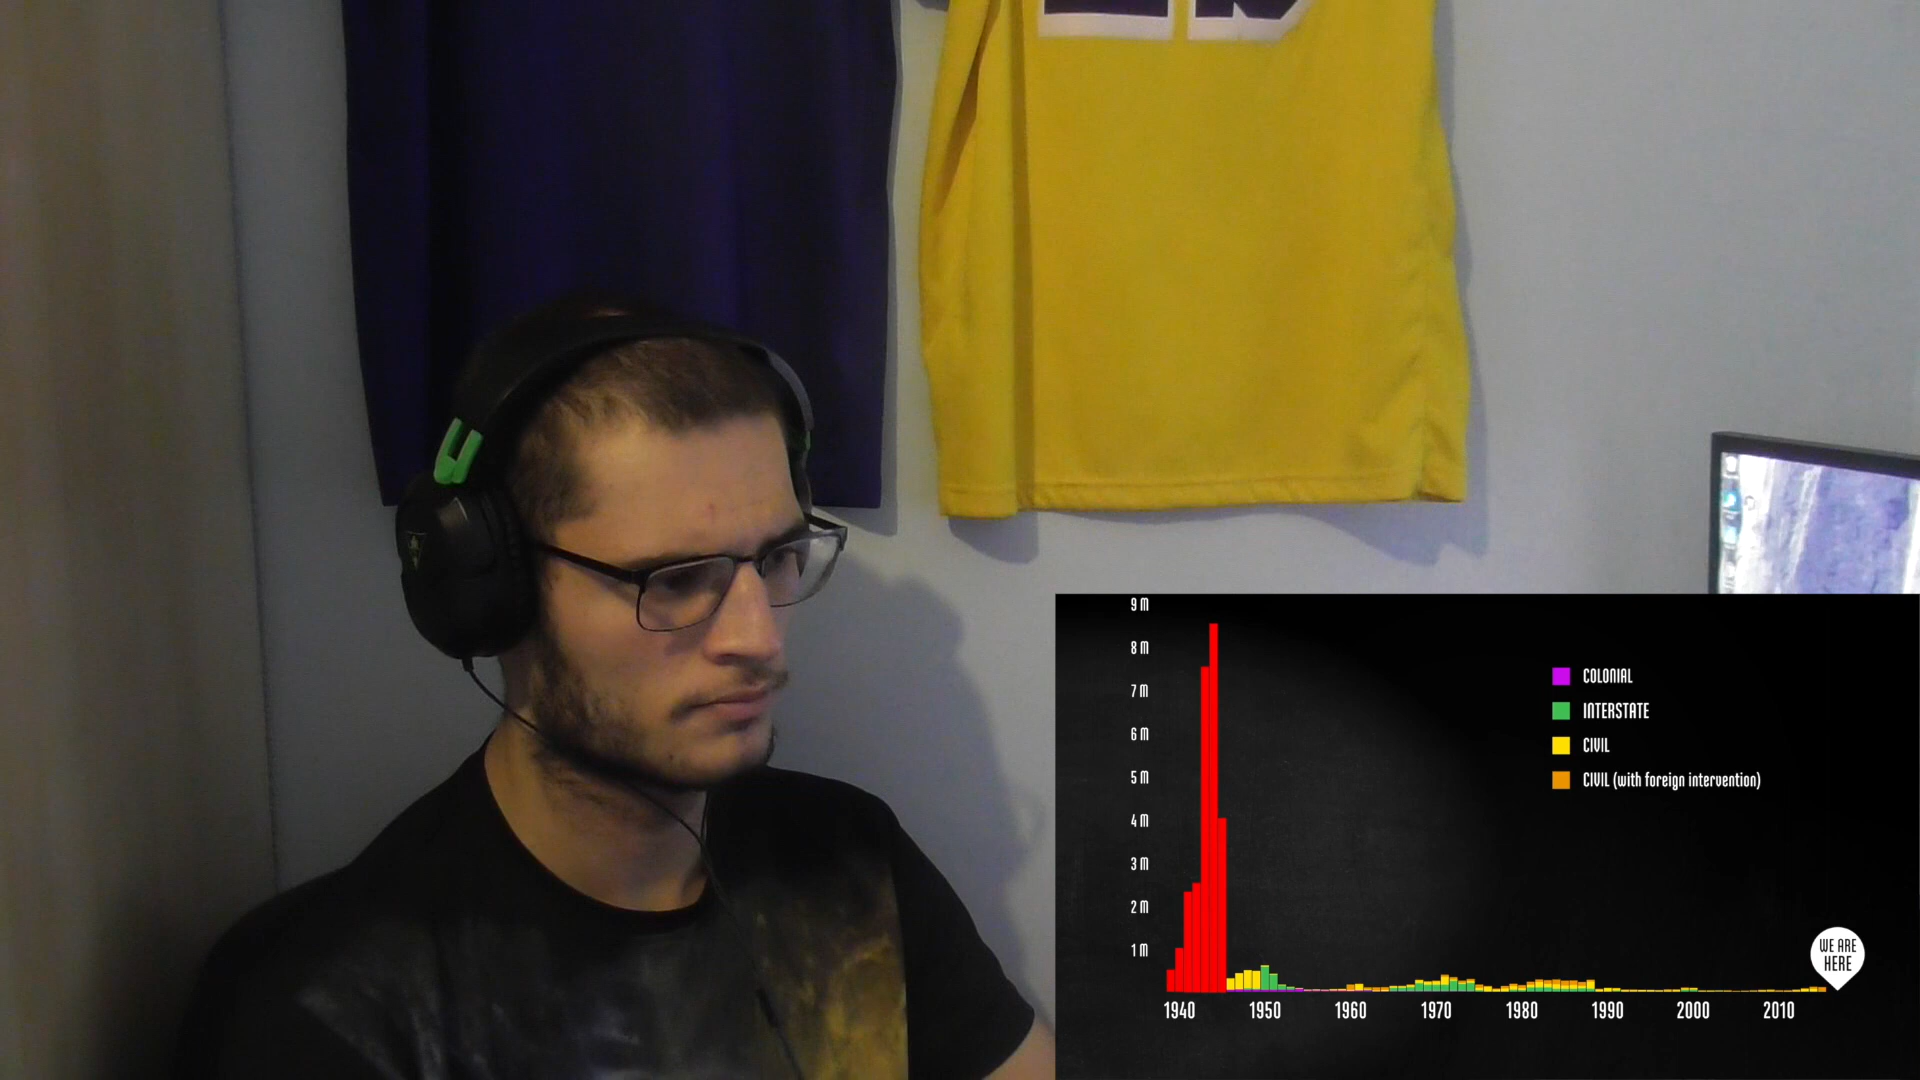 9 M
8 M
7 M
6 M
5 M
4 M
3 M
2 M
1 M
COLONIAL
INTERSTATE
CIVIL
CIVIL (with foreign intervention)
WE ARE
HERE
1940 1950 1960 1970 1980 1990 2000 2010